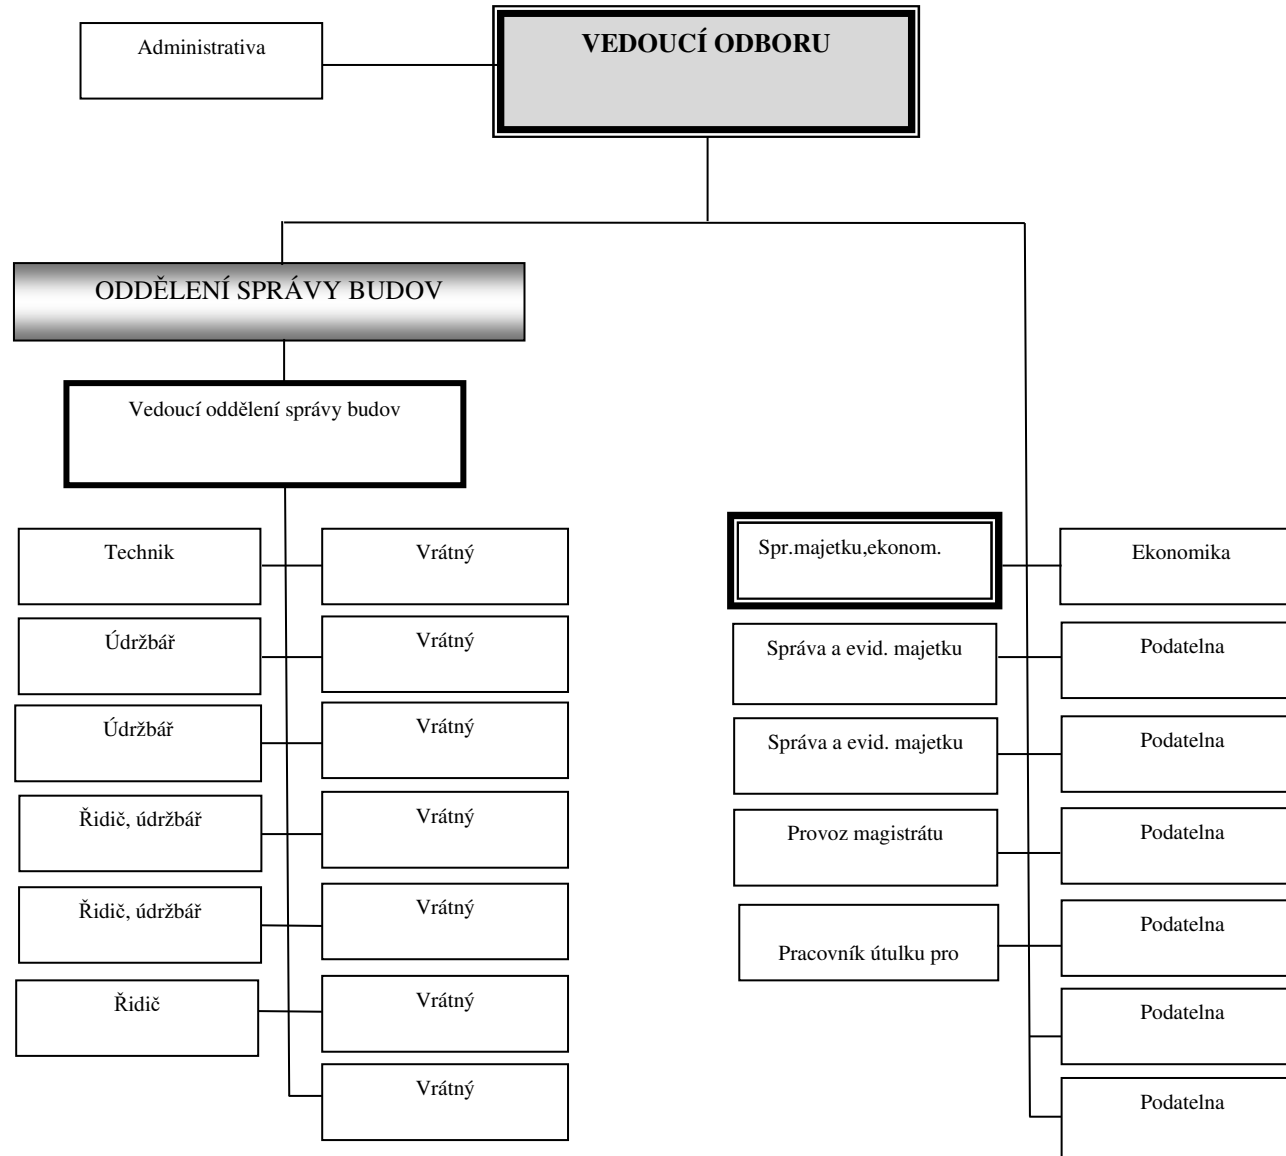 Administrativa
VEDOUCÍ ODBORU
ODDĚLENÍ SPRÁVY BUDOV
Vedoucí oddělení správy budov
Technik
Vrátný
Údržbář
Vrátný
Údržbář
Vrátný
Řidič, údržbář
Vrátný
Řidič, údržbář
Vrátný
Řidič
Vrátný
Vrátný
Spr.majetku,ekonom.
Ekonomika
Správa a evid. majetku
Podatelna
Správa a evid. majetku
Podatelna
Provoz magistrátu
Podatelna
Pracovník útulku pro
Podatelna
Podatelna
Podatelna